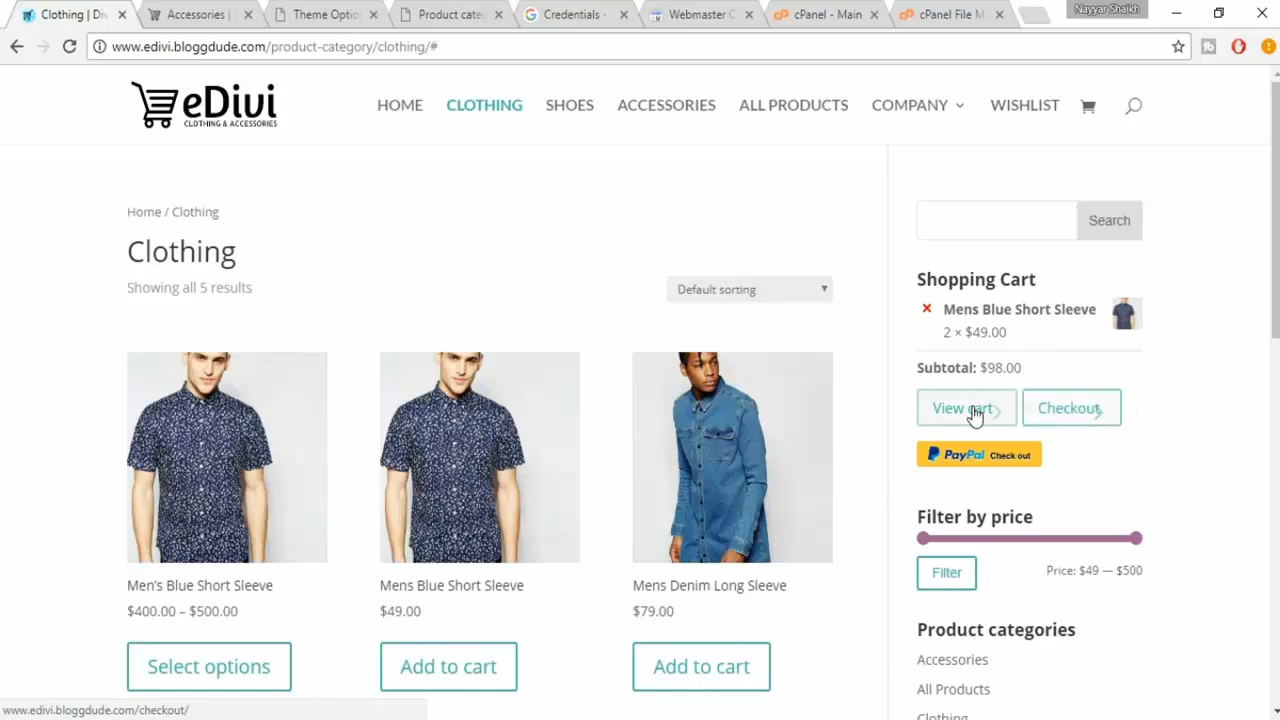 Clothing | Div
Accessories |
Theme Optio
Product cate
Credentials -
Webmaster C
cPanel - Main
cPanel File M
Nayyar Shaikh
www.edivi.bloggdude.com/product-category/clothing/#
eDivi
CLOTHING & ACCESSORIES
HOME
CLOTHING
SHOES
ACCESSORIES
ALL PRODUCTS
COMPANY
WISHLIST
Home / Clothing
Clothing
Showing all 5 results
Default sorting
Men's Blue Short Sleeve
$400.00 – $500.00
Select options
Mens Blue Short Sleeve
$49.00
Add to cart
Mens Denim Long Sleeve
$79.00
Add to cart
Search
Shopping Cart
Mens Blue Short Sleeve
2 × $49.00
Subtotal: $98.00
View cart
Checkout
PayPal Check out
Filter by price
Filter
Price: $49 — $500
Product categories
Accessories
All Products
Clothing
www.edivi.bloggdude.com/checkout/